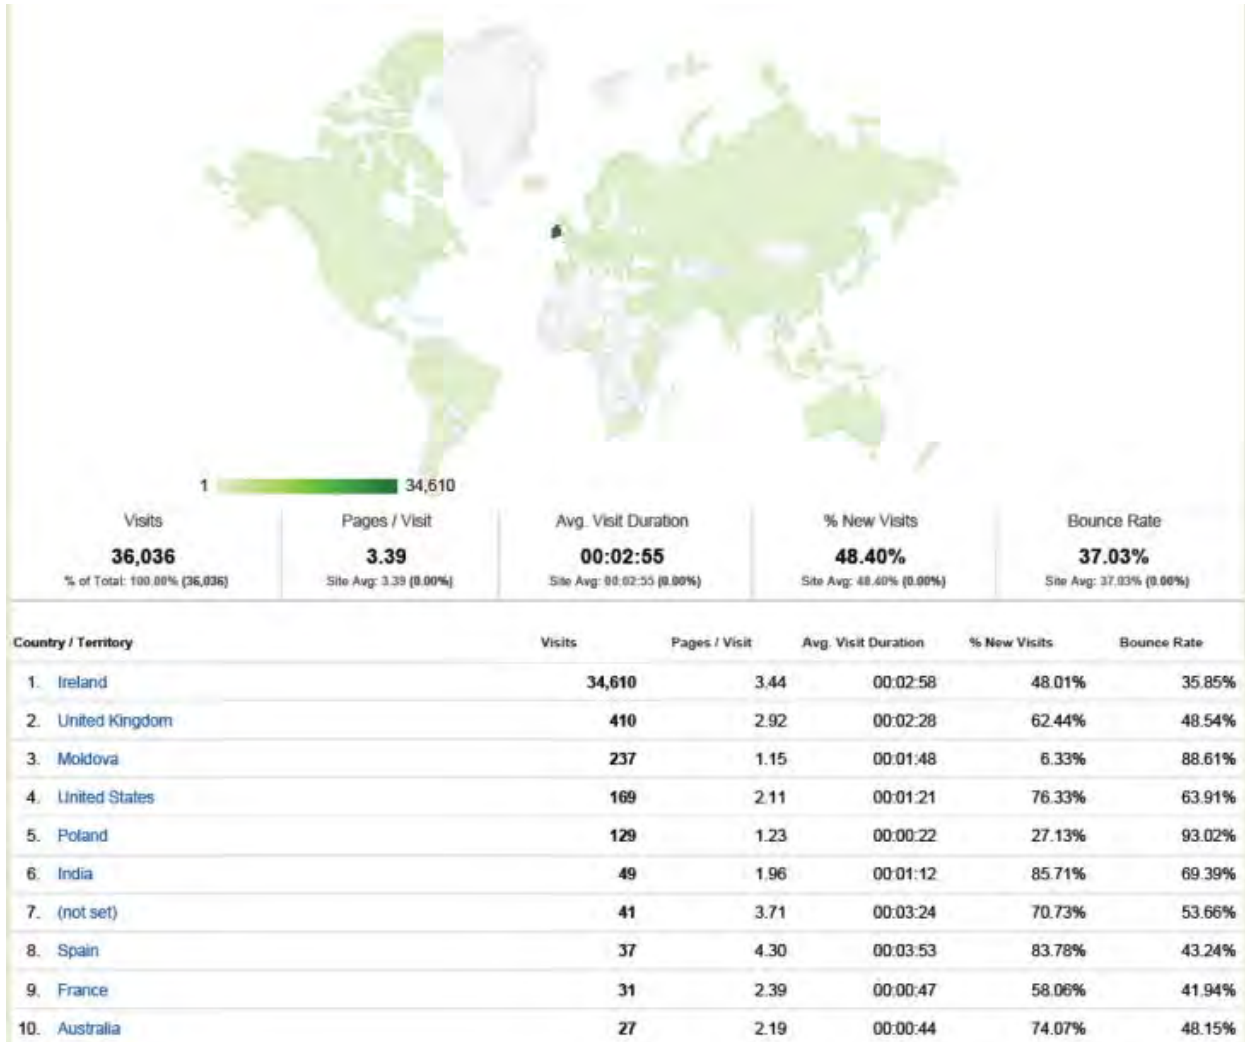 1 34,610
Visits Pages / Visit Avg. Visit Duration % New Visits Bounce Rate
36,036 3.39 00:02:55 48.40% 37.03%
% of Total: 100.00% (36,036) Site Avg: 3.39 (0.00%) Site Avg: 00:02:55 (0.00%) Site Avg: 48.40% (0.00%) Site Avg: 37.03% (0.00%)
Country / Territory Visits Pages / Visit Avg. Visit Duration % New Visits Bounce Rate
1. Ireland 34,610 3.44 00:02:58 48.01% 35.85%
2. United Kingdom 410 2.92 00:02:28 62.44% 48.54%
3. Moldova 237 1.15 00:01:48 6.33% 88.61%
4. United States 169 2.11 00:01:21 76.33% 63.91%
5. Poland 129 1.23 00:00:22 27.13% 93.02%
6. India 49 1.96 00:01:12 85.71% 69.39%
7. (not set) 41 3.71 00:03:24 70.73% 53.66%
8. Spain 37 4.30 00:03:53 83.78% 43.24%
9. France 31 2.39 00:00:47 58.06% 41.94%
10. Australia 27 2.19 00:00:44 74.07% 48.15%